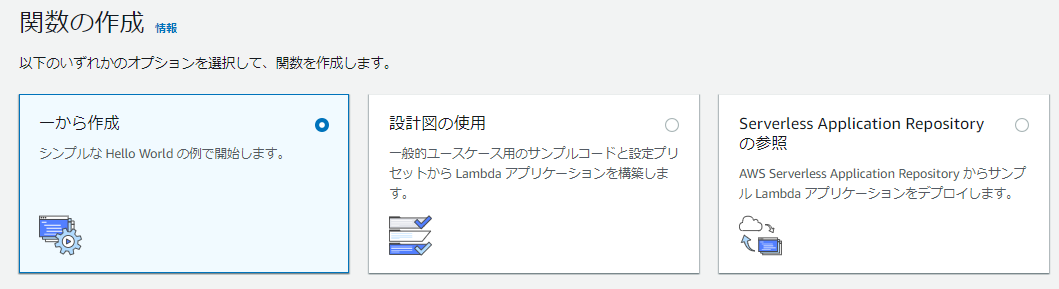 関数の作成 情報
以下のいずれかのオプションを選択して、関数を作成します。
一から作成
シンプルな Hello World の例で開始します。
設計図の使用
一般的ユースケース用のサンプルコードと設定プリ
セットから Lambda アプリケーションを構築しま
す。
Serverless Application Repository
の参照
AWS Serverless Application Repository からサンプ
ル Lambda アプリケーションをデプロイします。